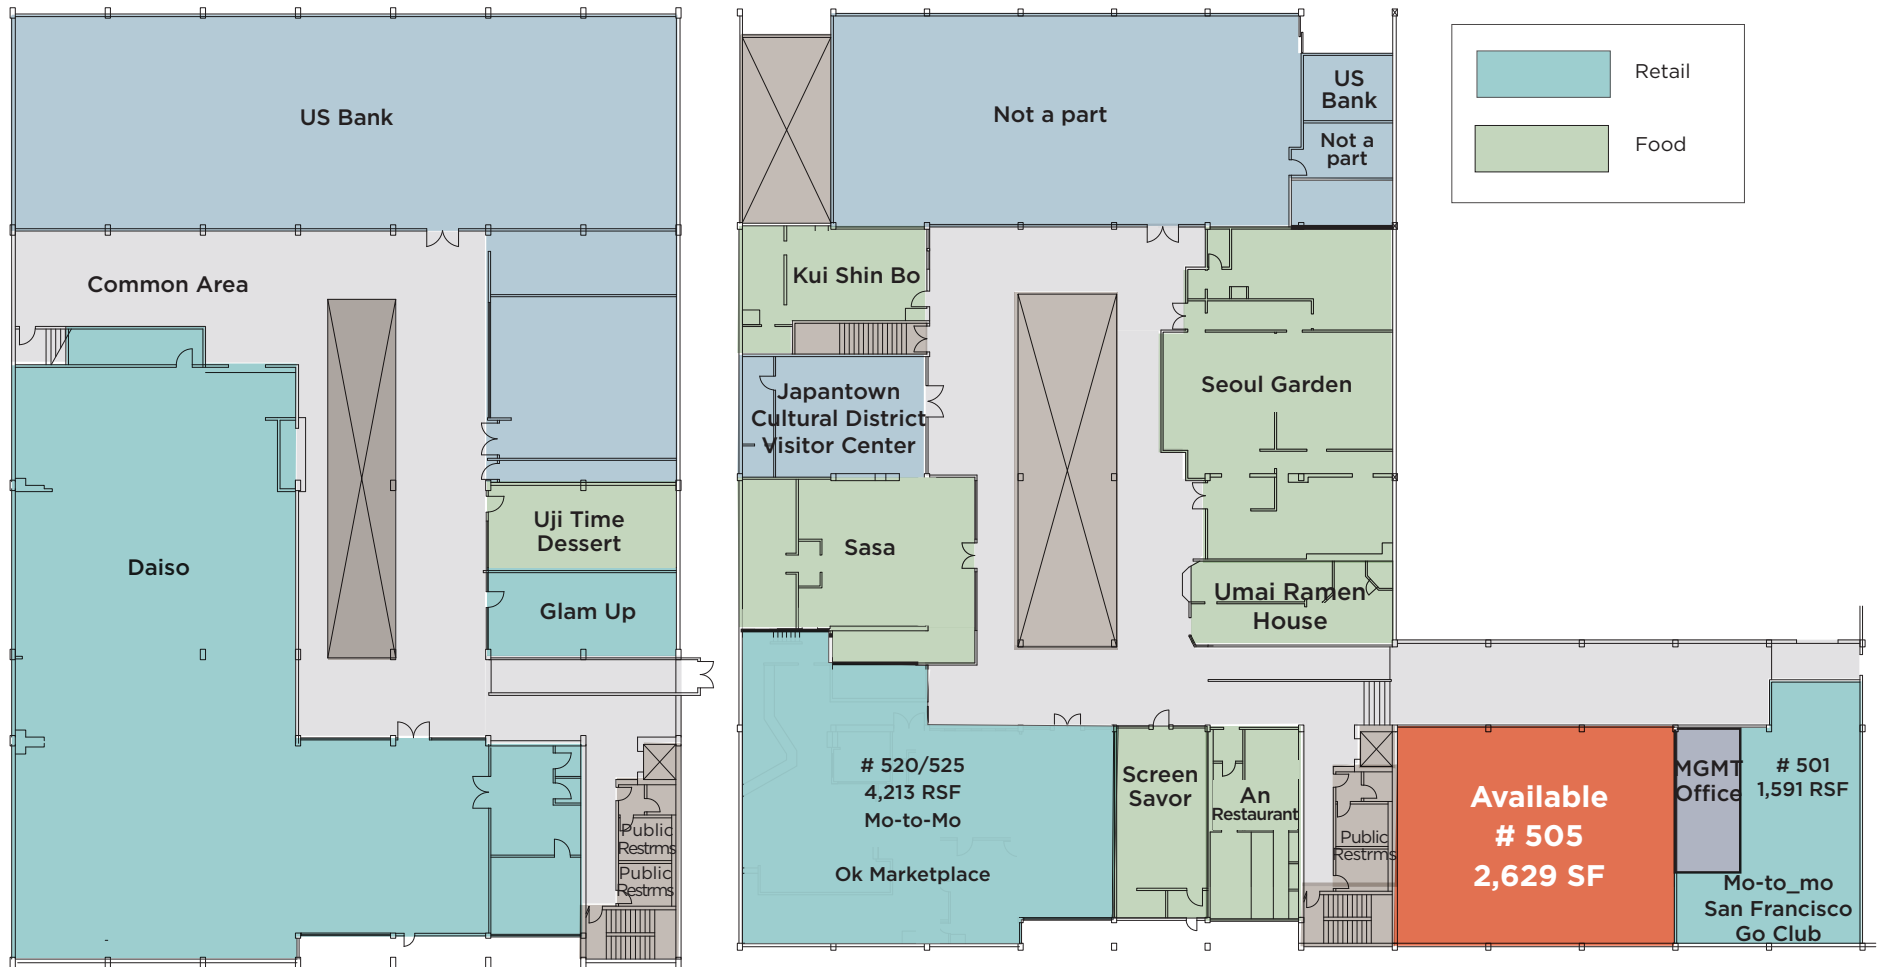 US Bank
Common Area
Daiso
Uji Time
Dessert
Glam Up
Public
Restrms
Public
Restrms
Not a part
US
Bank
Not a
part
Kui Shin Bo
Japantown
Cultural District
Visitor Center
Sasa
Seoul Garden
Umai Ramen
House
# 520/525
4,213 RSF
Mo-to-Mo
Ok Marketplace
Screen
Savor
An
Restaurant
Public
Restrms
Available
# 505
2,629 SF
MGMT
Office
# 501
1,591 RSF
Mo-to_mo
San Francisco
Go Club
Retail
Food